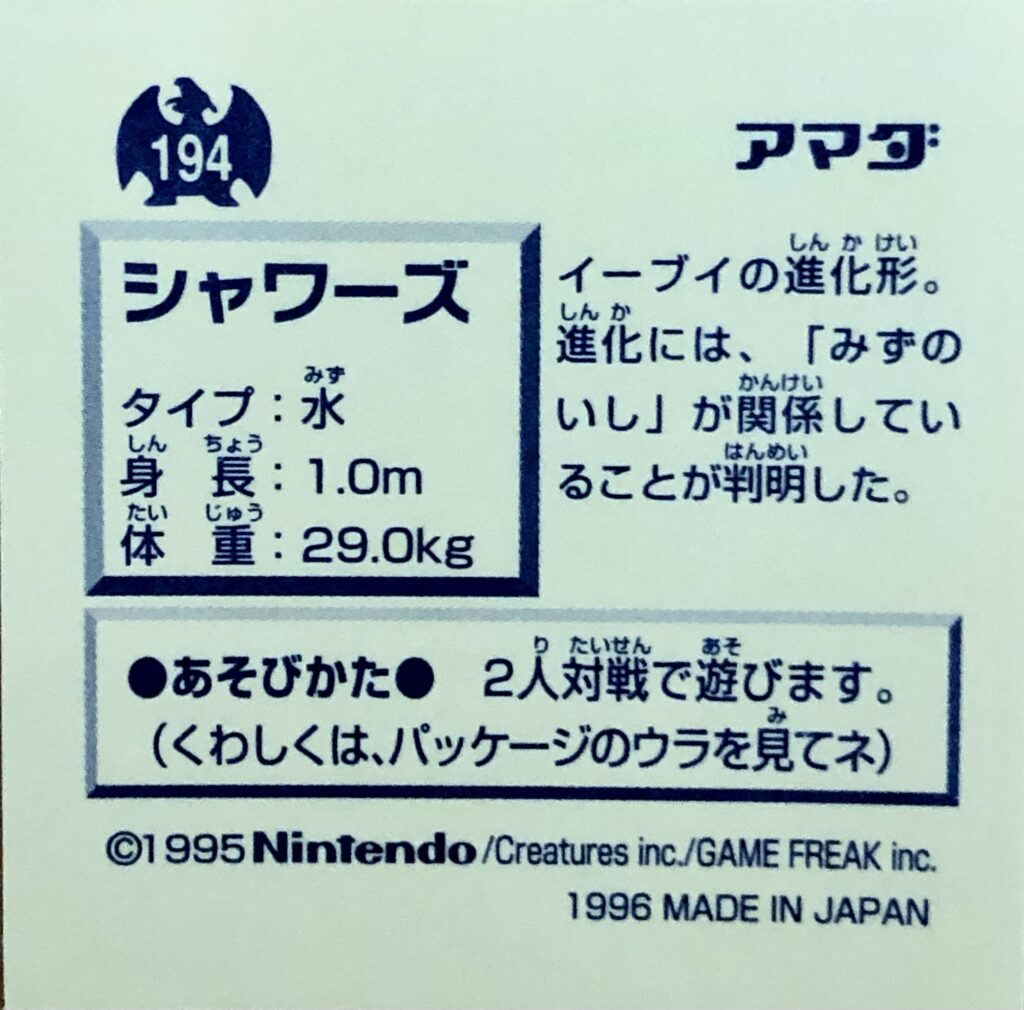 194
アマダ
シャワーズ
タイプ：水
身長：1.0m
体重：29.0kg
イーブイの進化形。
進化には、「みずの
いし」が関係してい
ることが判明した。
●あそびかた● 2人対戦で遊びます。
(くわしくは、パッケージのウラを見てネ)
©1995 Nintendo/Creatures inc./GAME FREAK inc.
1996 MADE IN JAPAN